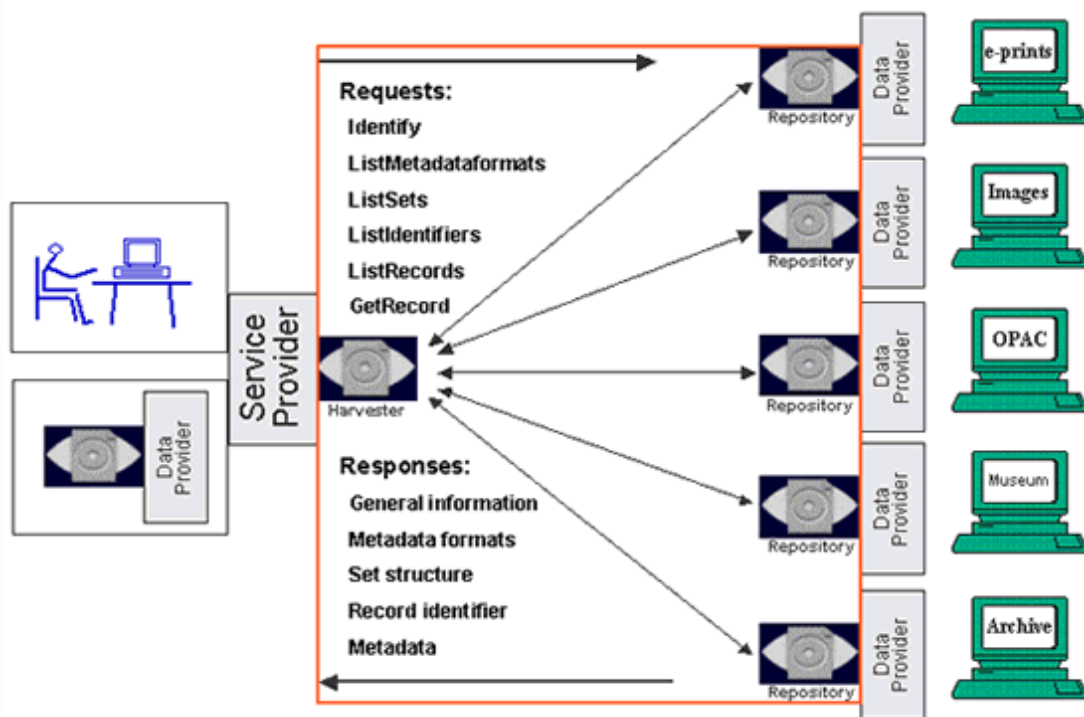 Requests:
Identify
ListMetadataformats
ListSets
ListIdentifiers
ListRecords
GetRecord
Service
Provider
Harvester
Data
Provider
Responses:
General information
Metadata formats
Set structure
Record identifier
Metadata
Repository
Data
Provider
e-prints
Repository
Data
Provider
Images
Repository
Data
Provider
OPAC
Repository
Data
Provider
Museum
Repository
Data
Provider
Archive